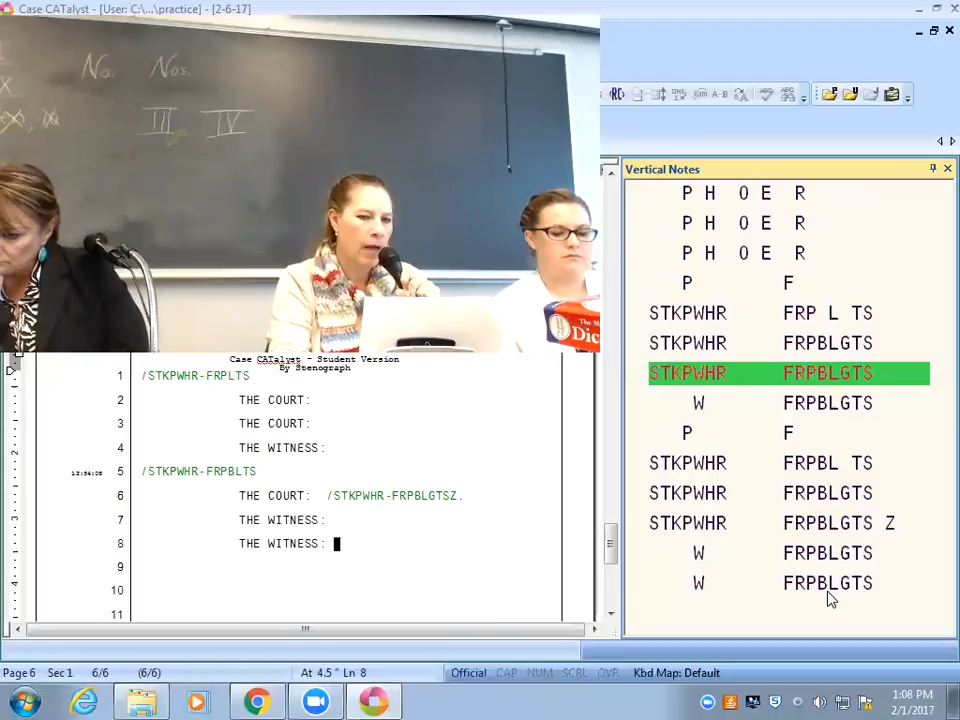 Case CATalyst - [User: C:\...\practice] - [2-6-17]
No. Nos.
III IV
Vertical Notes
P H O E R
P H O E R
P H O E R
P F
STKPWHR FRP L TS
STKPWHR FRPBLGTS
STKPWHR FRPBLGTS
W FRPBLGTS
P F
STKPWHR FRPBL TS
STKPWHR FRPBLGTS
STKPWHR FRPBLGTS Z
W FRPBLGTS
W FRPBLGTS
Case CATalyst - Student Version
By Stenograph
1 /STKPWHR-FRPLTS
2 THE COURT:
3 THE COURT:
4 THE WITNESS:
5 /STKPWHR-FRPBLTS
6 THE COURT: /STKPWHR-FRPBLGTSZ.
7 THE WITNESS:
8 THE WITNESS:
9
10
11
Page 6 Sec 1 6/6 (6/6) At 4.5 " Ln 8 Official CAP NUM SCRL OVR Kbd Map: Default
1:08 PM
2/1/2017